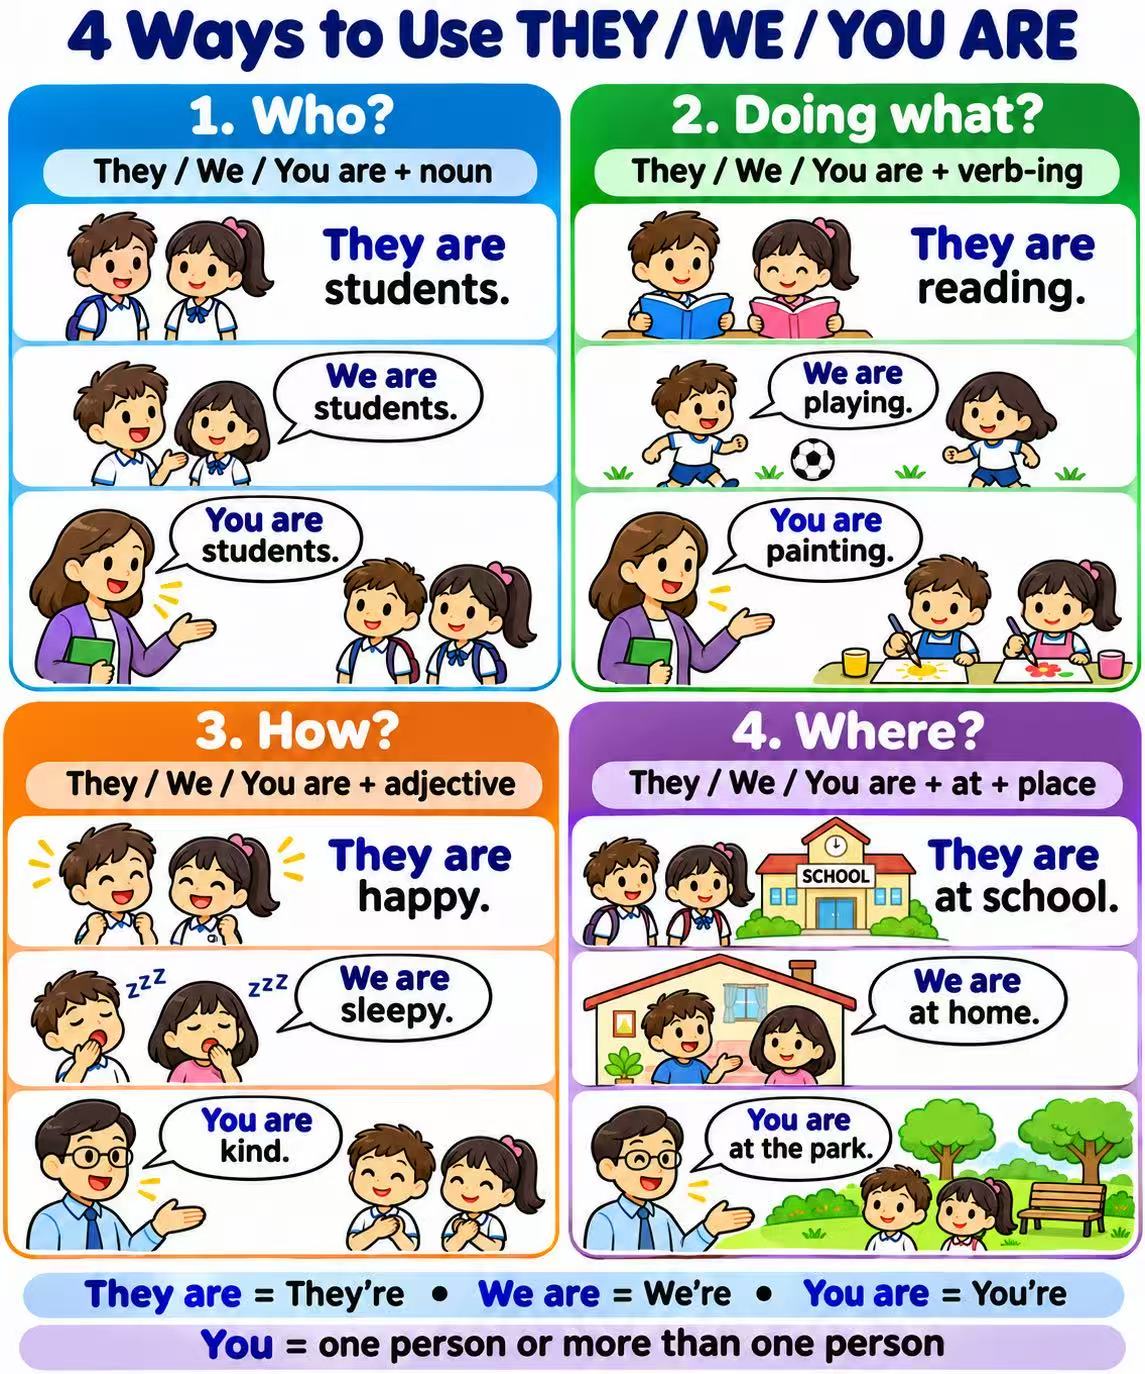 4 Ways to Use THEY / WE / YOU ARE
1. Who?
They / We / You are + noun
They are
students.
We are
students.
You are
students.
2. Doing what?
They / We / You are + verb-ing
They are
reading.
We are
playing.
You are
painting.
3. How?
They / We / You are + adjective
They are
happy.
zzz
zzz
We are
sleepy.
You are
kind.
4. Where?
They / We / You are + at + place
SCHOOL
They are
at school.
We are
at home.
You are
at the park.
They are = They're • We are = We're • You are = You're
You = one person or more than one person